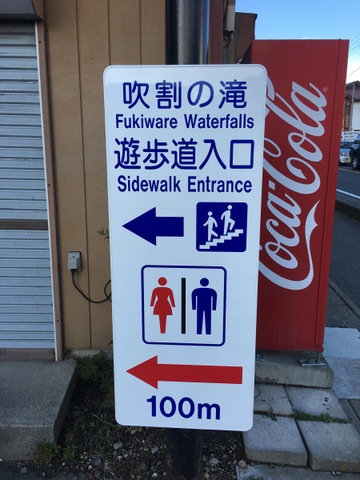 吹割の滝
Fukiware Waterfalls
遊歩道入口
Sidewalk Entrance
100m
Coca-Cola